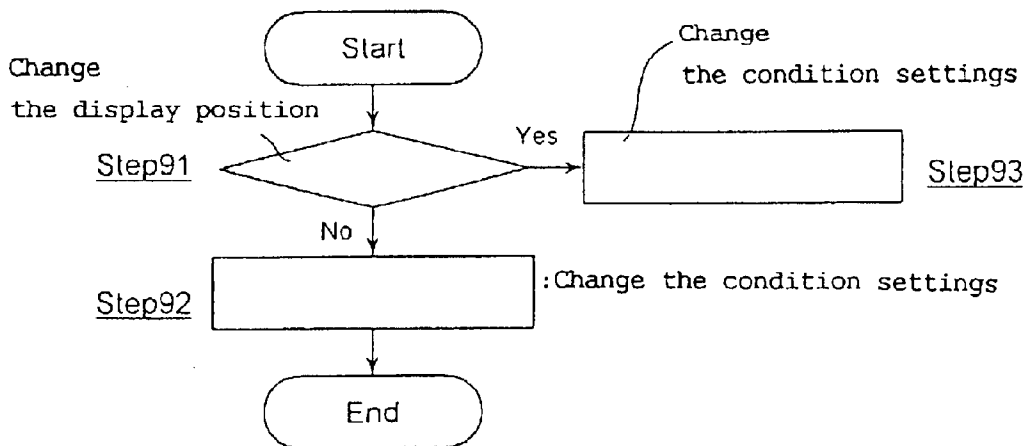 Start
Change
the condition settings
Change
the display position
Yes
Step91
Step93
No
:Change the condition settings
Step92
End